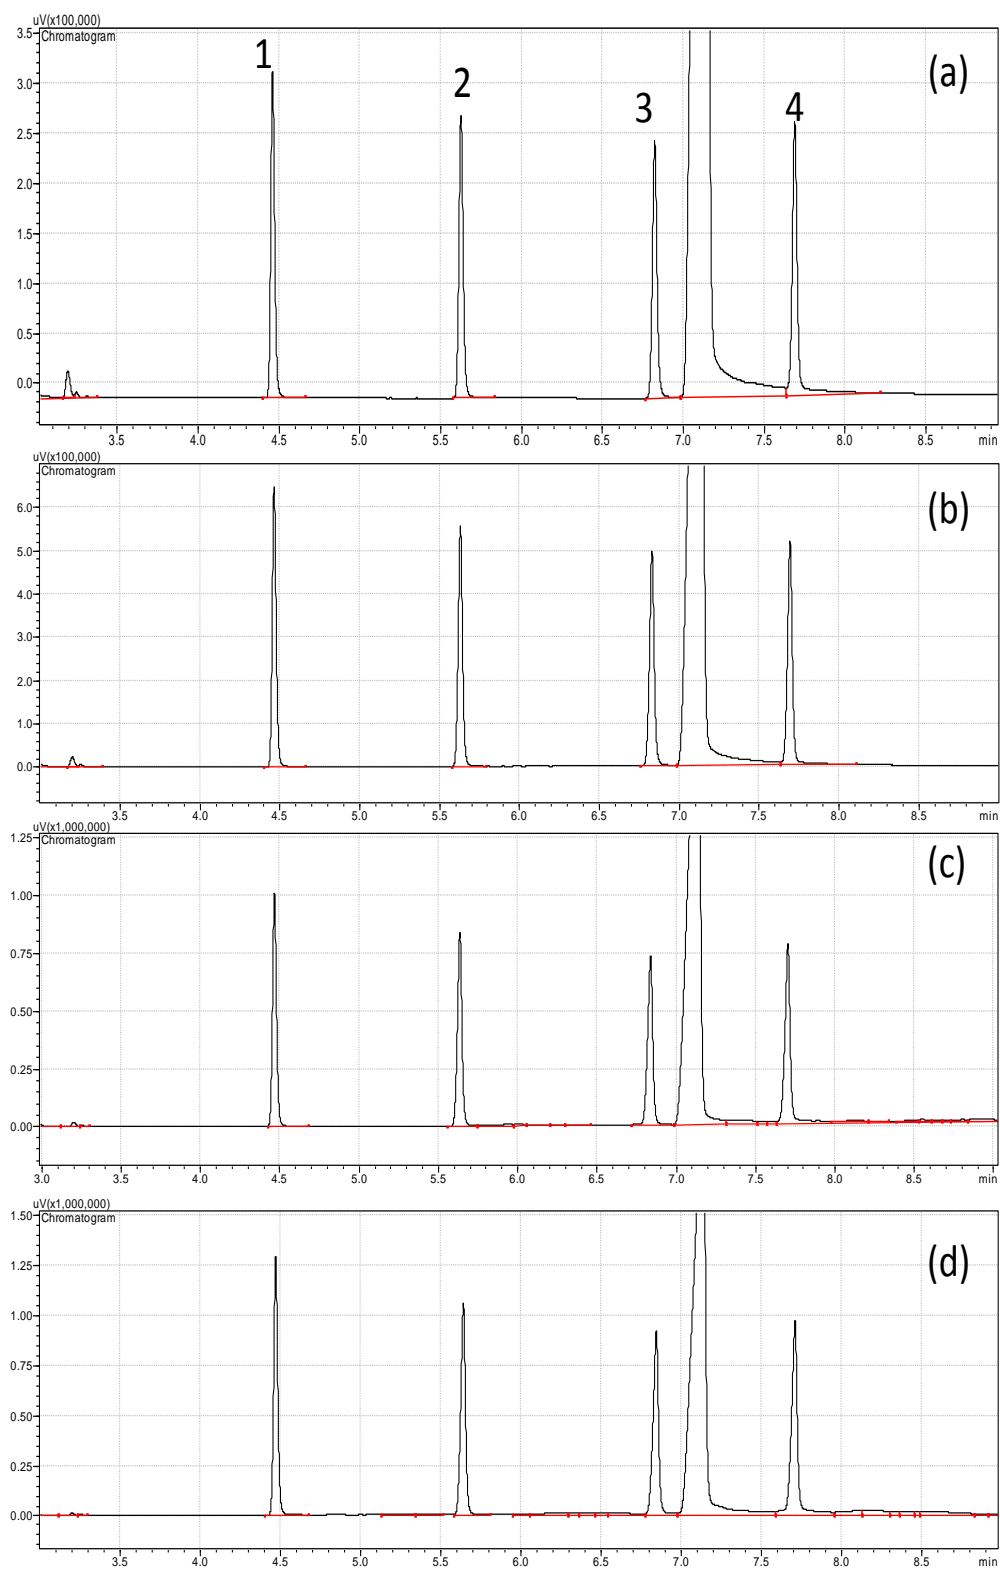 uV(x100,000)
Chromatogram
1
2
3
4
(a)
3.5
3.0
2.5
2.0
1.5
1.0
0.5
0.0
3.5 4.0 4.5 5.0 5.5 6.0 6.5 7.0 7.5 8.0 8.5 min
uV(x100,000)
Chromatogram
(b)
6.0
5.0
4.0
3.0
2.0
1.0
0.0
3.5 4.0 4.5 5.0 5.5 6.0 6.5 7.0 7.5 8.0 8.5 min
uV(x1,000,000)
Chromatogram
(c)
1.25
1.00
0.75
0.50
0.25
0.00
3.0 3.5 4.0 4.5 5.0 5.5 6.0 6.5 7.0 7.5 8.0 8.5 min
uV(x1,000,000)
Chromatogram
(d)
1.50
1.25
1.00
0.75
0.50
0.25
0.00
3.5 4.0 4.5 5.0 5.5 6.0 6.5 7.0 7.5 8.0 8.5 min